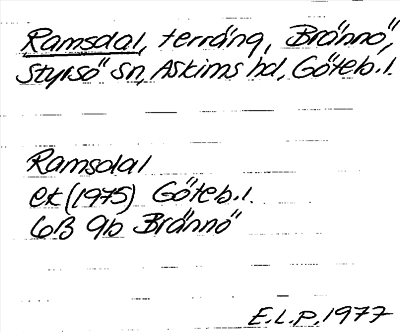 Ramsdal, terräng, Brännö,
Styrsö sn, Askims hd, Göteb.l.
Ramsdal
ek (1975) Göteb.l.
6B 9b Brännö
E.L.P. 1977